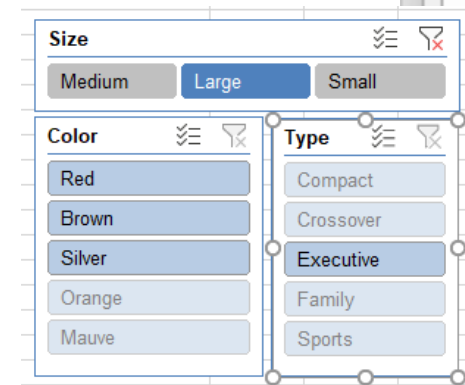 Size
Medium Large Small
Color
Red
Brown
Silver
Orange
Mauve
Type
Compact
Crossover
Executive
Family
Sports